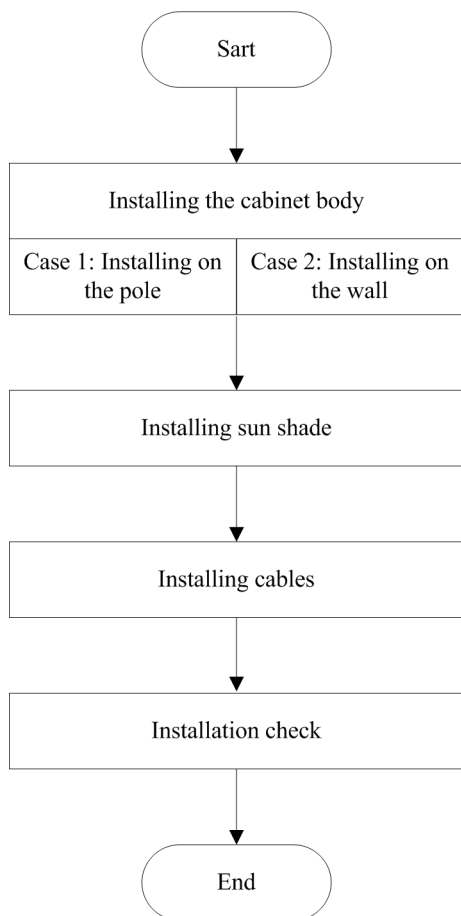 Sart
Installing the cabinet body
Case 1: Installing on
the pole
Case 2: Installing on
the wall
Installing sun shade
Installing cables
Installation check
End